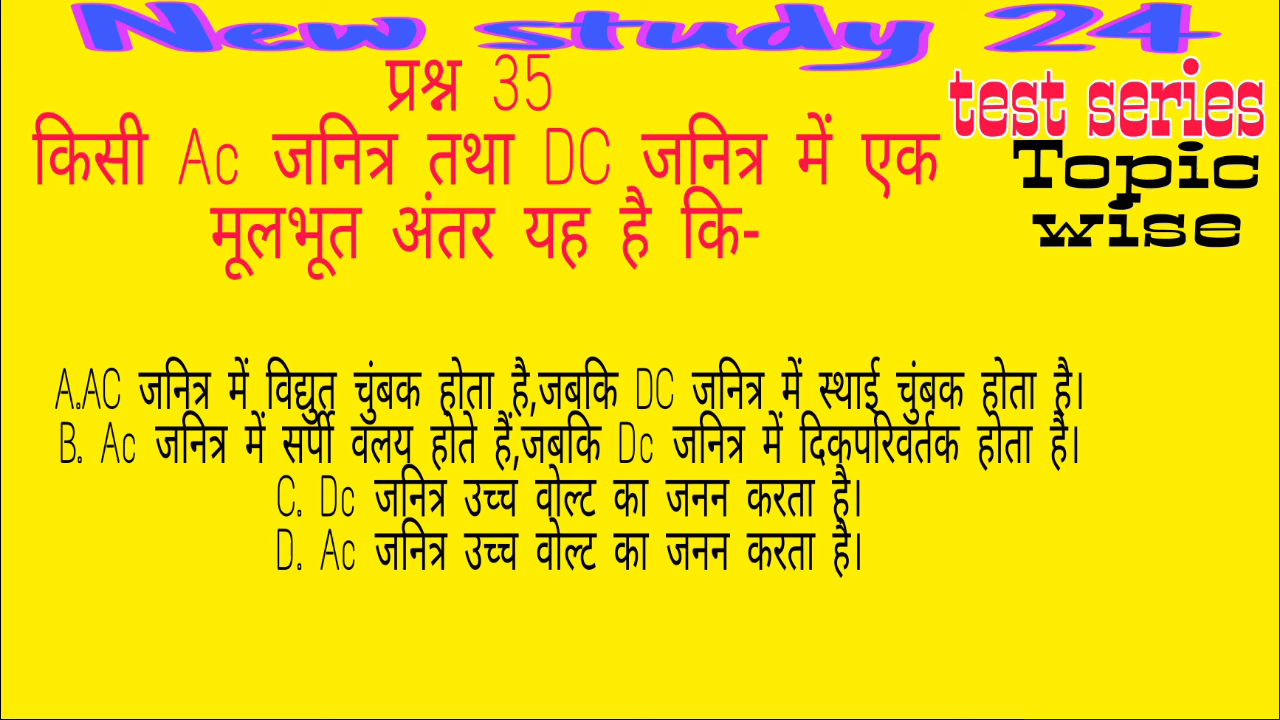 New study 24
test series
Topic
wise
प्रश्न 35
किसी Ac जनित्र तथा DC जनित्र में एक
मूलभूत अंतर यह है कि-
A.AC जनित्र में विद्युत चुंबक होता है,जबकि DC जनित्र में स्थाई चुंबक होता है।
B. Ac जनित्र में सर्पी वलय होते हैं,जबकि Dc जनित्र में दिकपरिवर्तक होता है।
C. Dc जनित्र उच्च वोल्ट का जनन करता है।
D. Ac जनित्र उच्च वोल्ट का जनन करता है।